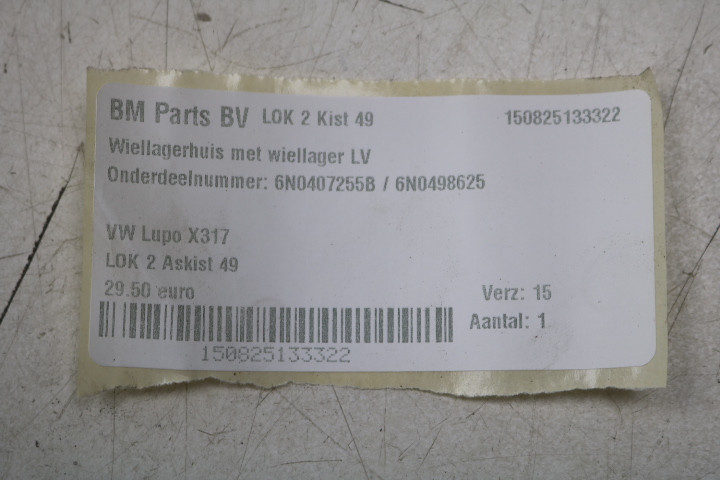 BM Parts BV LOK 2 Kist 49 150825133322
Wiellagerhuis met wiellager LV
Onderdeelnummer: 6N0407255B / 6N0498625
VW Lupo X317
LOK 2 Askist 49
29.50 euro Verz: 15
Aantal: 1
150825133322